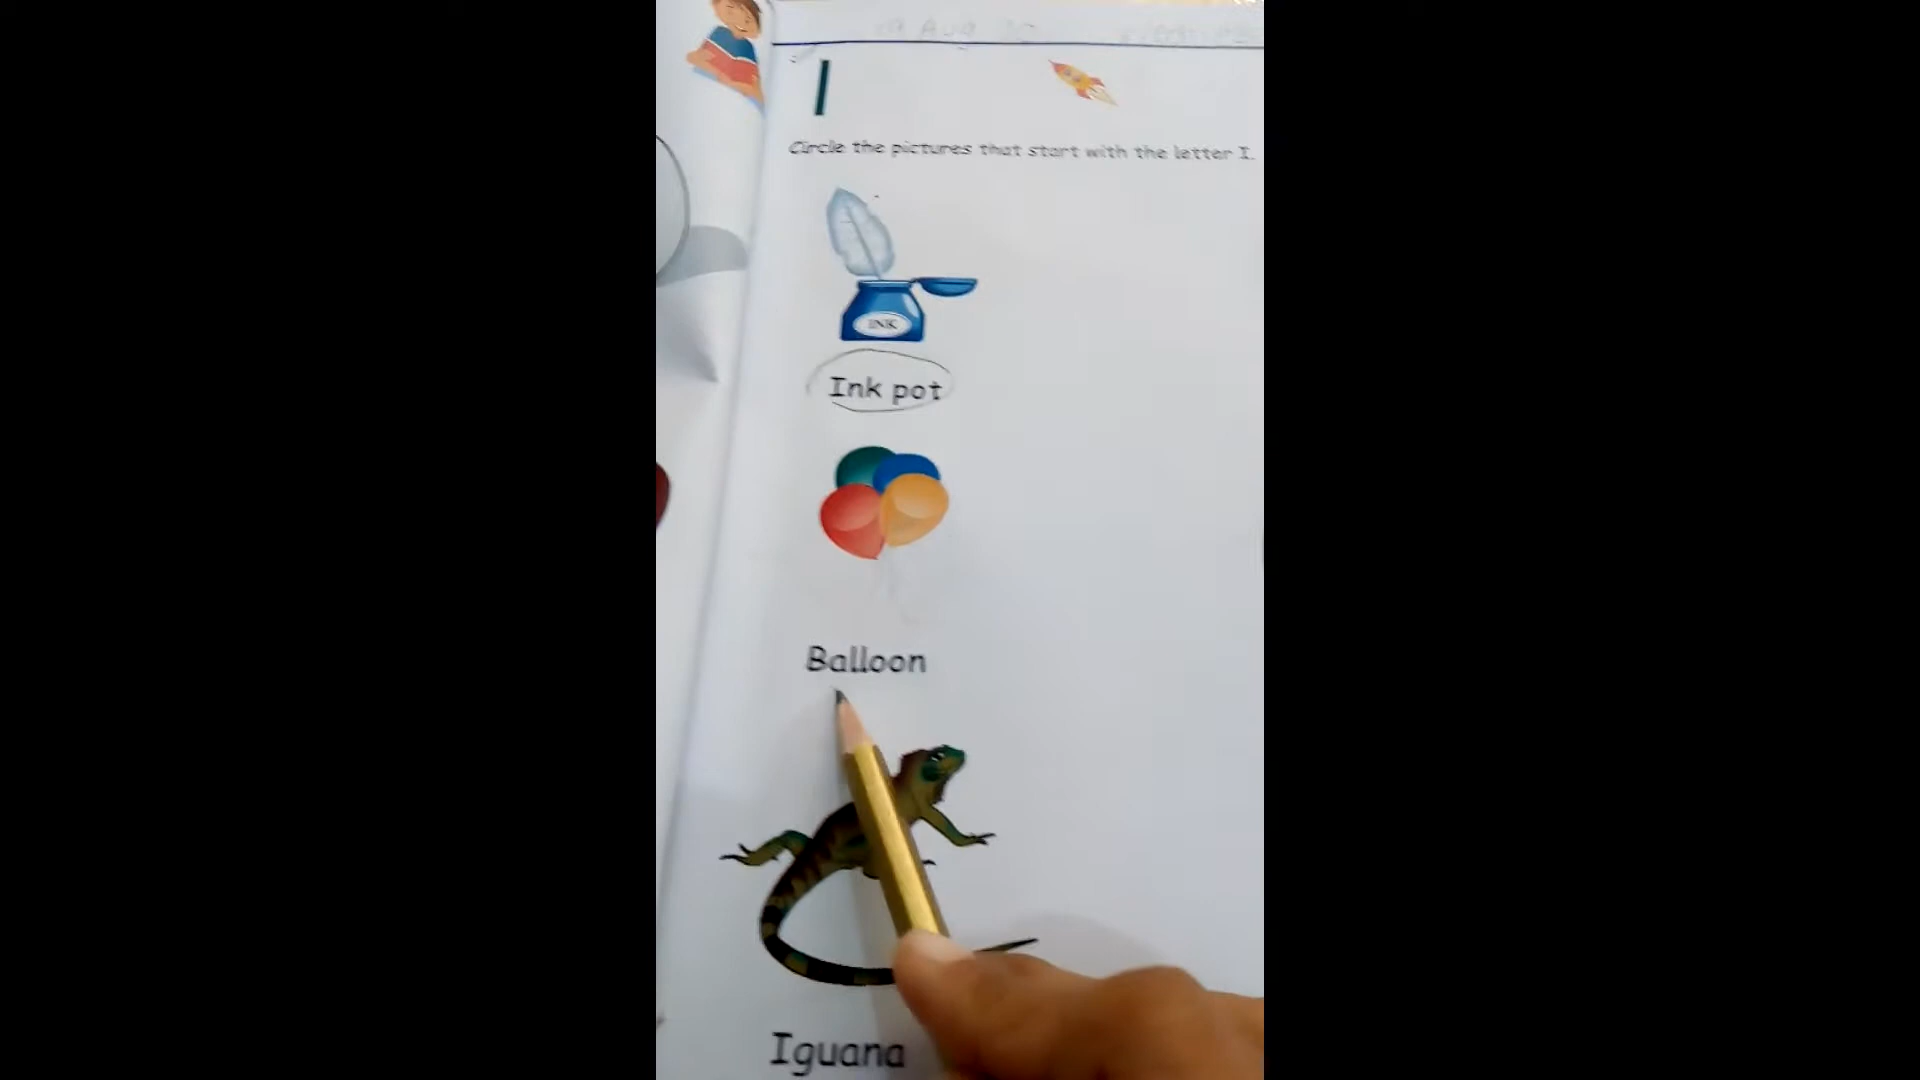 I
Circle the pictures that start with the letter I.
INK
Ink pot
Balloon
Iguana